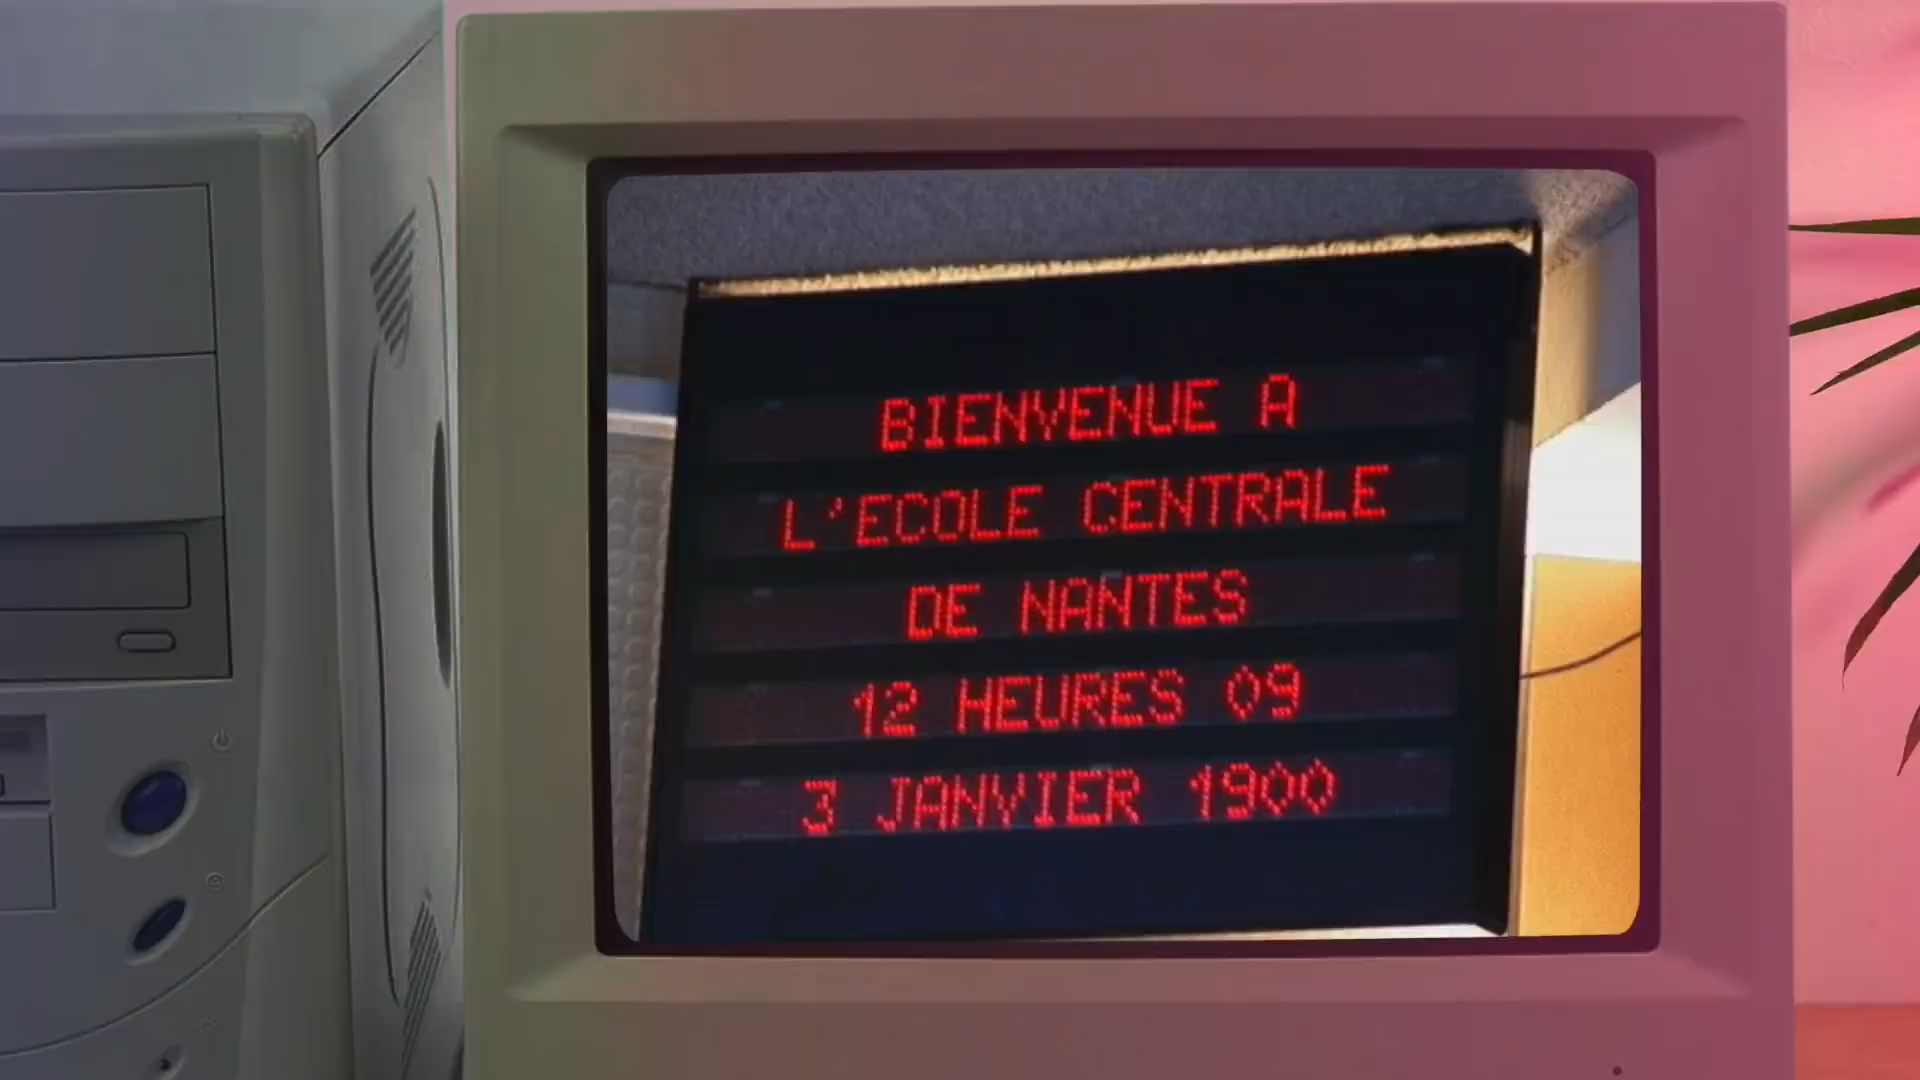 BIENVENUE A
L'ECOLE CENTRALE
DE NANTES
12 HEURES 09
3 JANVIER 1900